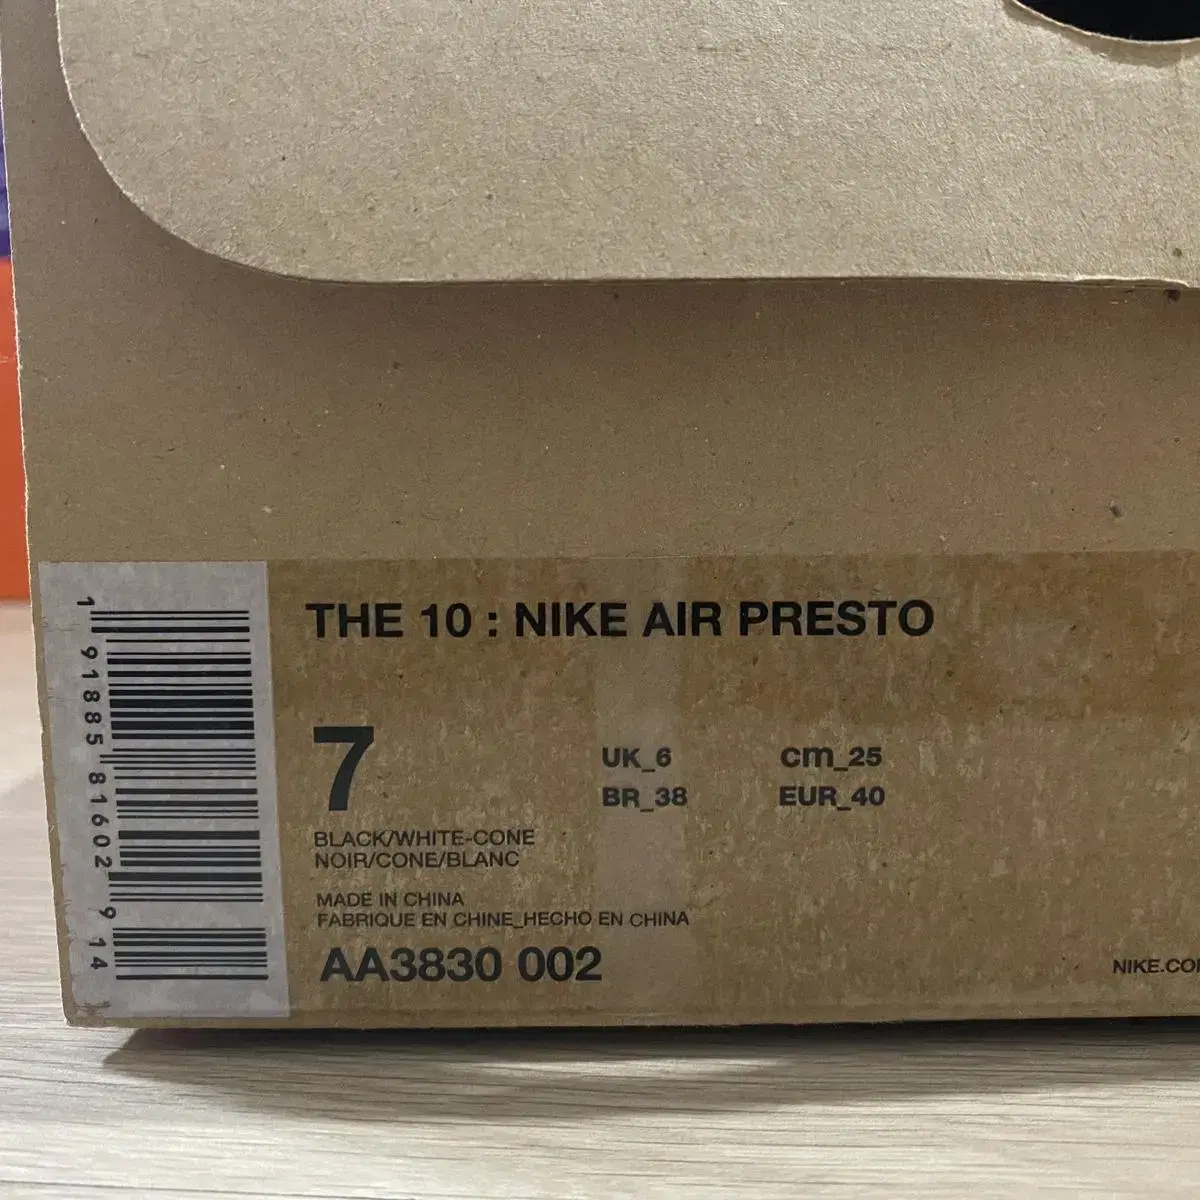 THE 10 : NIKE AIR PRESTO
7
UK_6 cm_25
BR_38 EUR_40
BLACK/WHITE-CONE
NOIR/CONE/BLANC
MADE IN CHINA
FABRIQUE EN CHINE_HECHO EN CHINA
AA3830 002
NIKE.CO
1 91885 81602 9 14